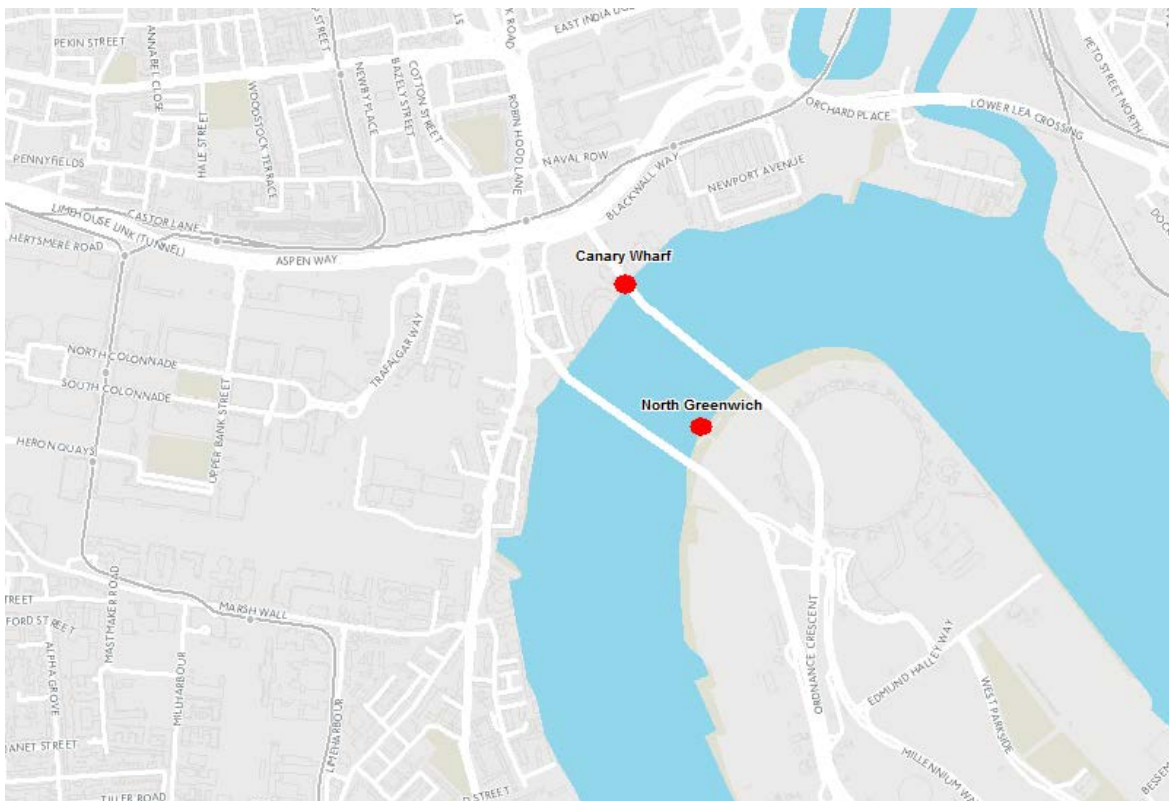 PEKIN STREET
ANNABEL CLOSE
NEWBY PLACE
COTTON STREET
BAZELY STREET
ROBIN HOOD LANE
EAST INDIA
PETO STREET NORTH
ORCHARD PLACE
LOWER LEA CROSSING
HALE STREET
WOODSTOCK TERRACE
PENNYFIELDS
NAVAL ROW
NEWPORT AVENUE
BLACKWALL WAY
CASTOR LANE
LIMEHOUSE LINK (TUNNEL)
HERTSMERE ROAD
ASPEN WAY
Canary Wharf
TRAFALGAR WAY
NORTH COLONNADE
SOUTH COLONNADE
North Greenwich
HERON QUAYS
UPPER BANK STREET
MARSH WALL
MASTMAKER ROAD
ALPHA GROVE
MILLHARBOUR
LIMEHARBOUR
ORDNANCE CRESCENT
EDMUND HALLEY WAY
WEST PARKSIDE
MILLENNIUM WA
BESSEM
ANET STREET
TILLER ROAD
D STREET